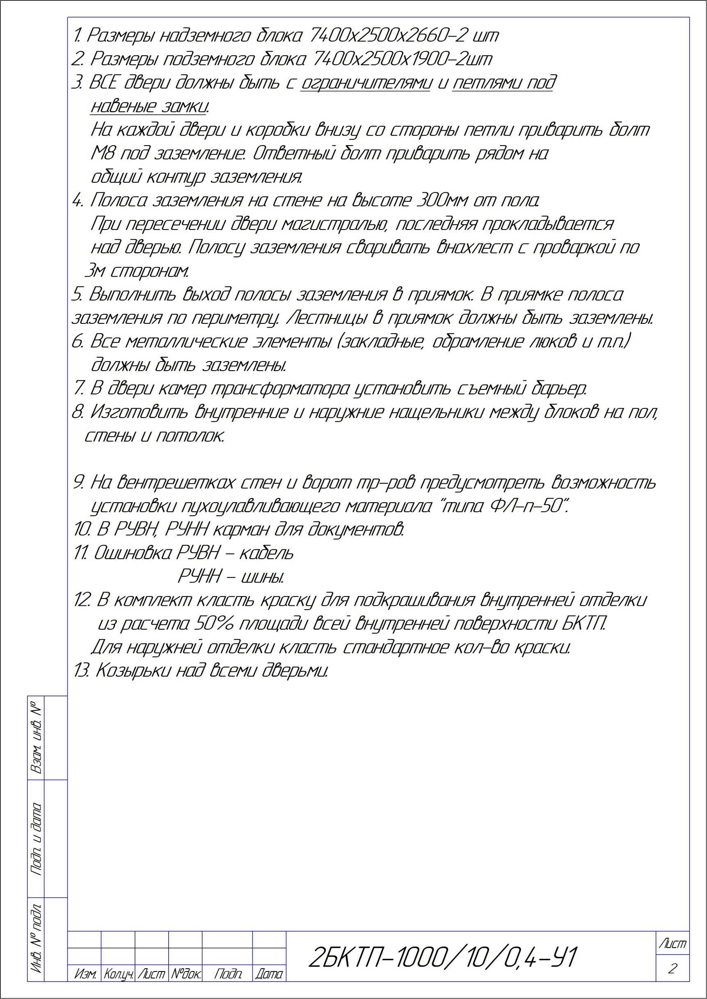 1. Размеры надземного блока 7400х2500х2660-2 шт
2. Размеры подземного блока 7400х2500х1900-2шт
3. ВСЕ двери должны быть с ограничителями и петлями под
навеные замки.
На каждой двери и коробки внизу со стороны петли приварить болт
М8 под заземление. Ответный болт приварить рядом на
общий контур заземления.
4. Полоса заземления на стене на высоте 300мм от пола.
При пересечении двери магистралью, последняя прокладывается
над дверью. Полосу заземления сваривать внахлест с проваркой по
3м сторонам.
5. Выполнить выход полосы заземления в приямок. В приямке полоса
заземления по периметру. Лестницы в приямок должны быть заземлены.
6. Все металлические элементы (закладные, обрамление люков и т.п.)
должны быть заземлены.
7. В двери камер трансформатора установить съемный барьер.
8. Изготовить внутренние и наружние нащельники между блоков на пол,
стены и потолок.
9. На вентрешетках стен и ворот тр-ров предусмотреть возможность
установки пухоулавливающего материала "типа ФЛ-п-50".
10. В РУВН, РУНН карман для документов.
11. Ошиновка РУВН - кабель
РУНН - шины.
12. В комплект класть краску для подкрашивания внутренней отделки
из расчета 50% площади всей внутренней поверхности БКТП.
Для наружней отделки класть стандартное кол-во краски.
13. Козырьки над всеми дверьми.
Взам. инв. №
Подп. и дата
Инв. № подл.
Изм. Кол.уч. Лист №док. Подп. Дата
2БКТП-1000/10/0,4-У1
Лист
2